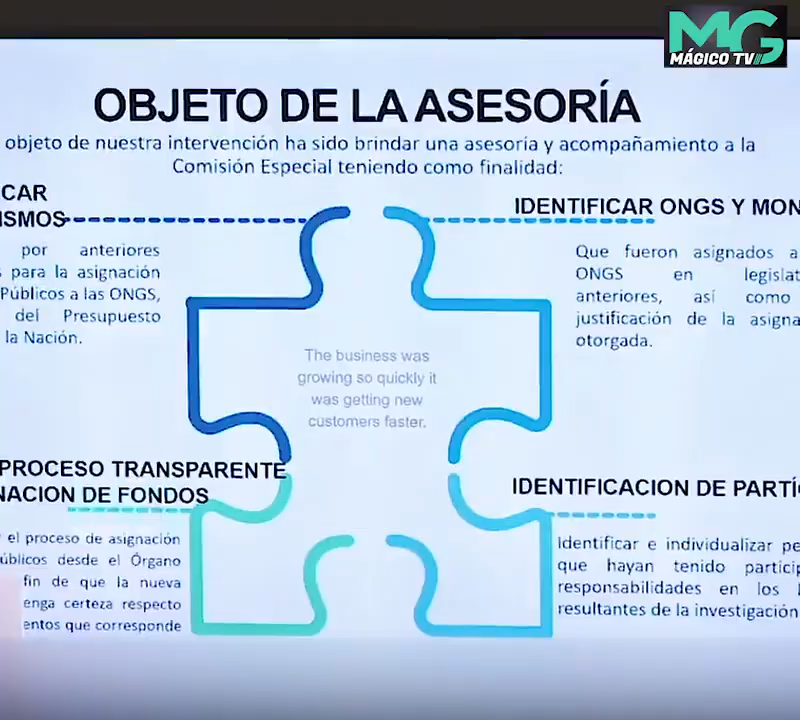 MG
MÁGICO TV
OBJETO DE LA ASESORÍA
objeto de nuestra intervención ha sido brindar una asesoría y acompañamiento a la
Comisión Especial teniendo como finalidad:
CAR
ISMOS
por anteriores
para la asignación
Públicos a las ONGS,
del Presupuesto
la Nación.
IDENTIFICAR ONGS Y MON
Que fueron asignados a
ONGS en legislat
anteriores, así como
justificación de la asigna
otorgada.
The business was
growing so quickly it
was getting new
customers faster.
PROCESO TRANSPARENTE
NACION DE FONDOS
el proceso de asignación
úblicos desde el Órgano
fin de que la nueva
enga certeza respecto
entos que corresponde
IDENTIFICACION DE PARTÍ
Identificar e individualizar pe
que hayan tenido particip
responsabilidades en los
resultantes de la investigación